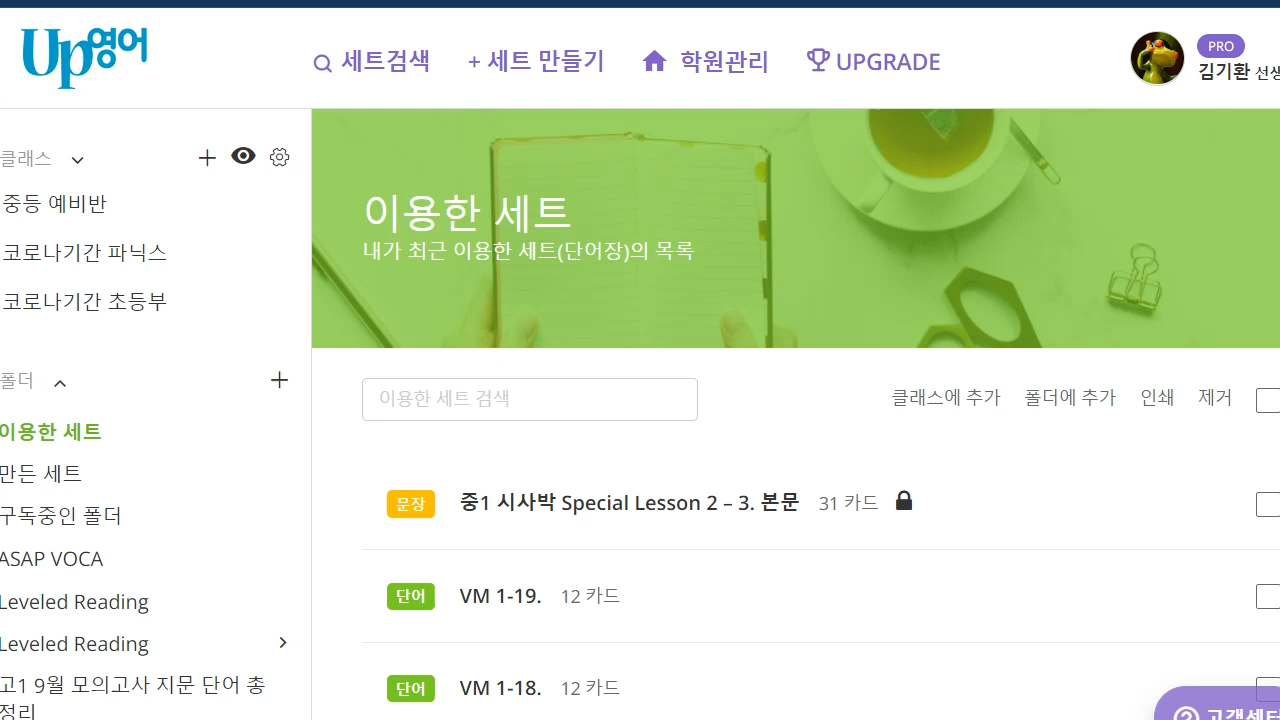 Up영어
세트검색
+ 세트 만들기
학원관리
UPGRADE
PRO
김기환 선생
클래스
중등 예비반
코로나기간 파닉스
코로나기간 초등부
폴더
이용한 세트
만든 세트
구독중인 폴더
ASAP VOCA
Leveled Reading
Leveled Reading
고1 9월 모의고사 지문 단어 총
정리
이용한 세트
내가 최근 이용한 세트(단어장)의 목록
이용한 세트 검색
클래스에 추가 폴더에 추가 인쇄 제거
문장 중1 시사박 Special Lesson 2 – 3. 본문 31 카드
단어 VM 1-19. 12 카드
단어 VM 1-18. 12 카드
고객센터